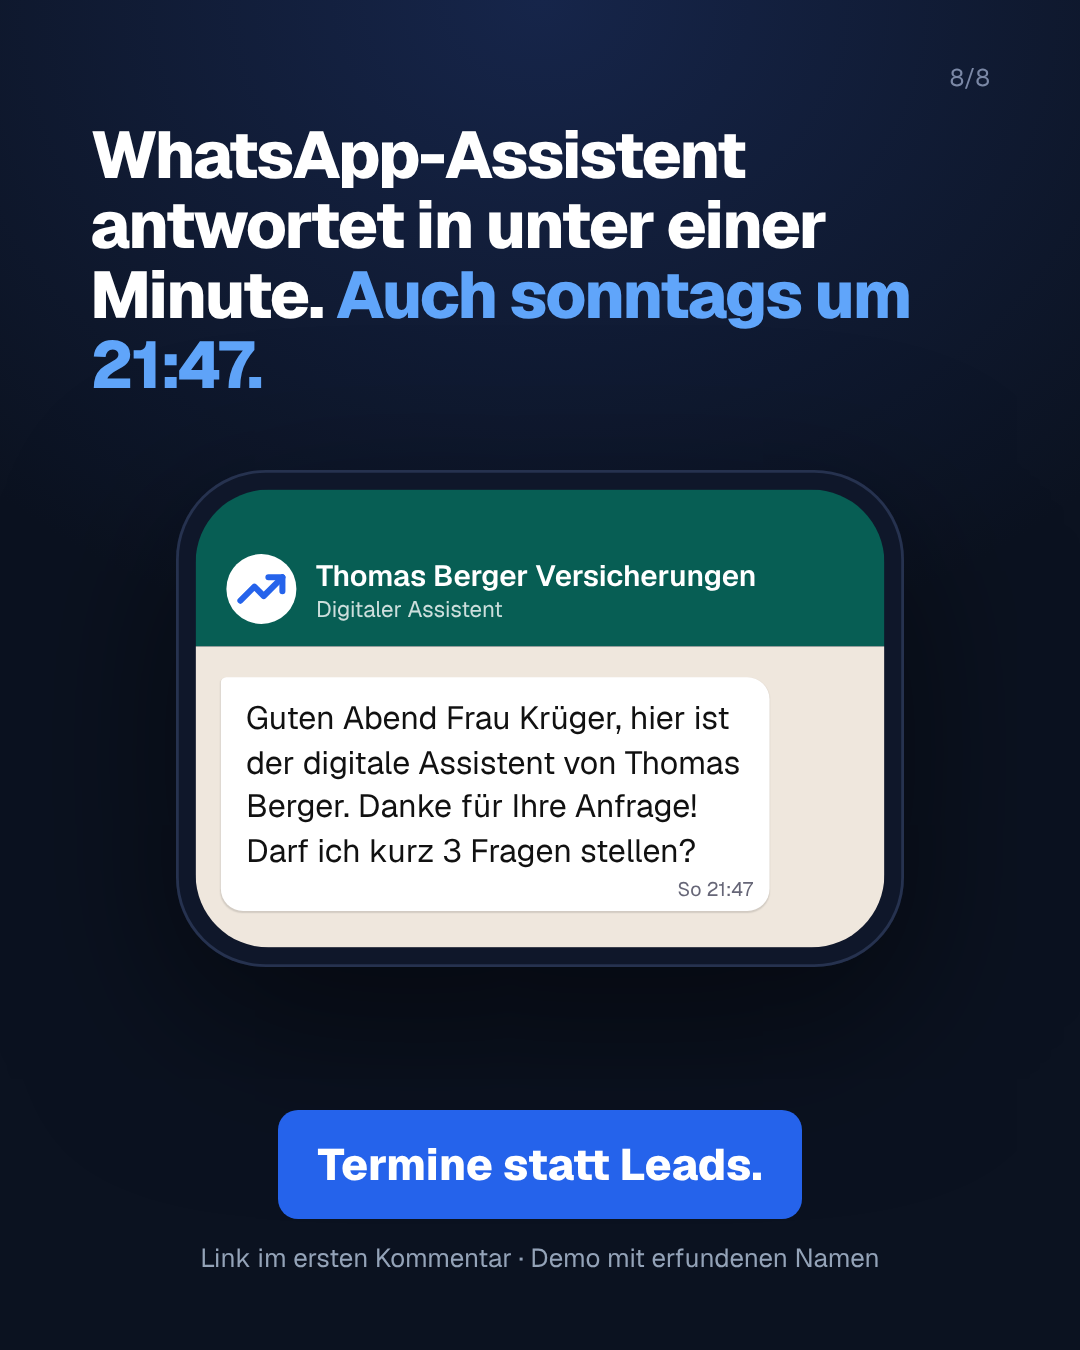 8/8
WhatsApp-Assistent
antwortet in unter einer
Minute. Auch sonntags um
21:47.
Thomas Berger Versicherungen
Digitaler Assistent
Guten Abend Frau Krüger, hier ist
der digitale Assistent von Thomas
Berger. Danke für Ihre Anfrage!
Darf ich kurz 3 Fragen stellen?
So 21:47
Termine statt Leads.
Link im ersten Kommentar · Demo mit erfundenen Namen